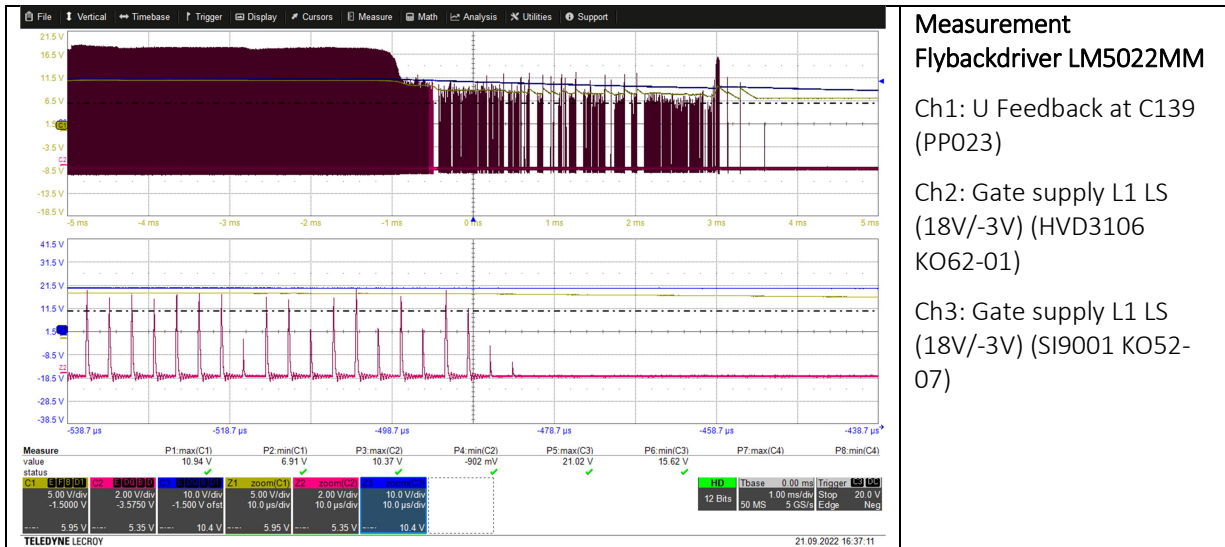 File Vertical Timebase Trigger Display Cursors Measure Math Analysis Utilities Support
21.5 V
16.5 V
11.5 V
6.5 V
1.5
-3.5 V
C2
-8.5 V
-13.5 V
-18.5 V
-5 ms -4 ms -3 ms -2 ms -1 ms 0 ms 1 ms 2 ms 3 ms 4 ms 5 ms
41.5 V
31.5 V
21.5 V
11.5 V
1.5
-8.5 V
Z2
-18.5 V
-28.5 V
-38.5 V
-538.7 µs -518.7 µs -498.7 µs -478.7 µs -458.7 µs -438.7 µs
Measure P1:max(C1) P2:min(C1) P3:max(C2) P4:min(C2) P5:max(C3) P6:min(C3) P7:max(C4) P8:min(C4)
value 10.94 V 6.91 V 10.37 V -902 mV 21.02 V 15.62 V
status
C1 C2 Z1 zoom(C1) Z2 zoom(C2) zoom(C3) HD Tbase 0.00 ms Trigger C3 DC
5.00 V/div 2.00 V/div 10.0 V/div 5.00 V/div 2.00 V/div 10.0 V/div 12 Bits 1.00 ms/div Stop 20.0 V
-1.5000 V -3.5750 V -1.500 V ofst 10.0 µs/div 10.0 µs/div 10.0 µs/div 50 MS 5 GS/s Edge Neg
5.95 V 5.35 V 10.4 V 5.95 V 5.35 V 10.4 V
TELEDYNE LECROY 21.09.2022 16:37:11
Measurement
Flybackdriver LM5022MM
Ch1: U Feedback at C139
(PP023)
Ch2: Gate supply L1 LS
(18V/-3V) (HVD3106
KO62-01)
Ch3: Gate supply L1 LS
(18V/-3V) (SI9001 KO52-
07)